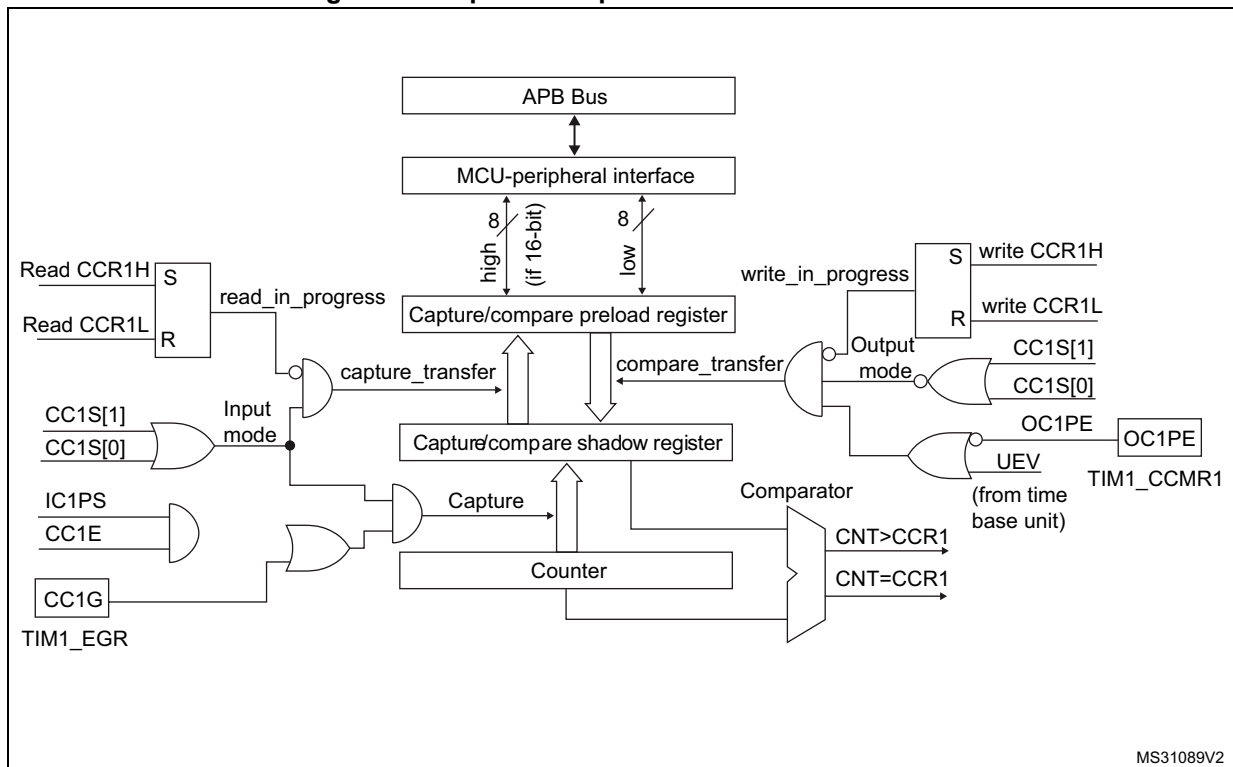 APB Bus
MCU-peripheral interface
8
high
(if 16-bit)
8
low
Read CCR1H
S
read_in_progress
Read CCR1L
R
write_in_progress
S
write CCR1H
R
write CCR1L
Capture/compare preload register
capture_transfer
compare_transfer
Output
mode
CC1S[1]
CC1S[0]
CC1S[1]
CC1S[0]
Input
mode
Capture/compare shadow register
OC1PE
OC1PE
UEV
(from time
base unit)
TIM1_CCMR1
IC1PS
CC1E
Capture
Comparator
CNT>CCR1
CNT=CCR1
Counter
CC1G
TIM1_EGR
MS31089V2